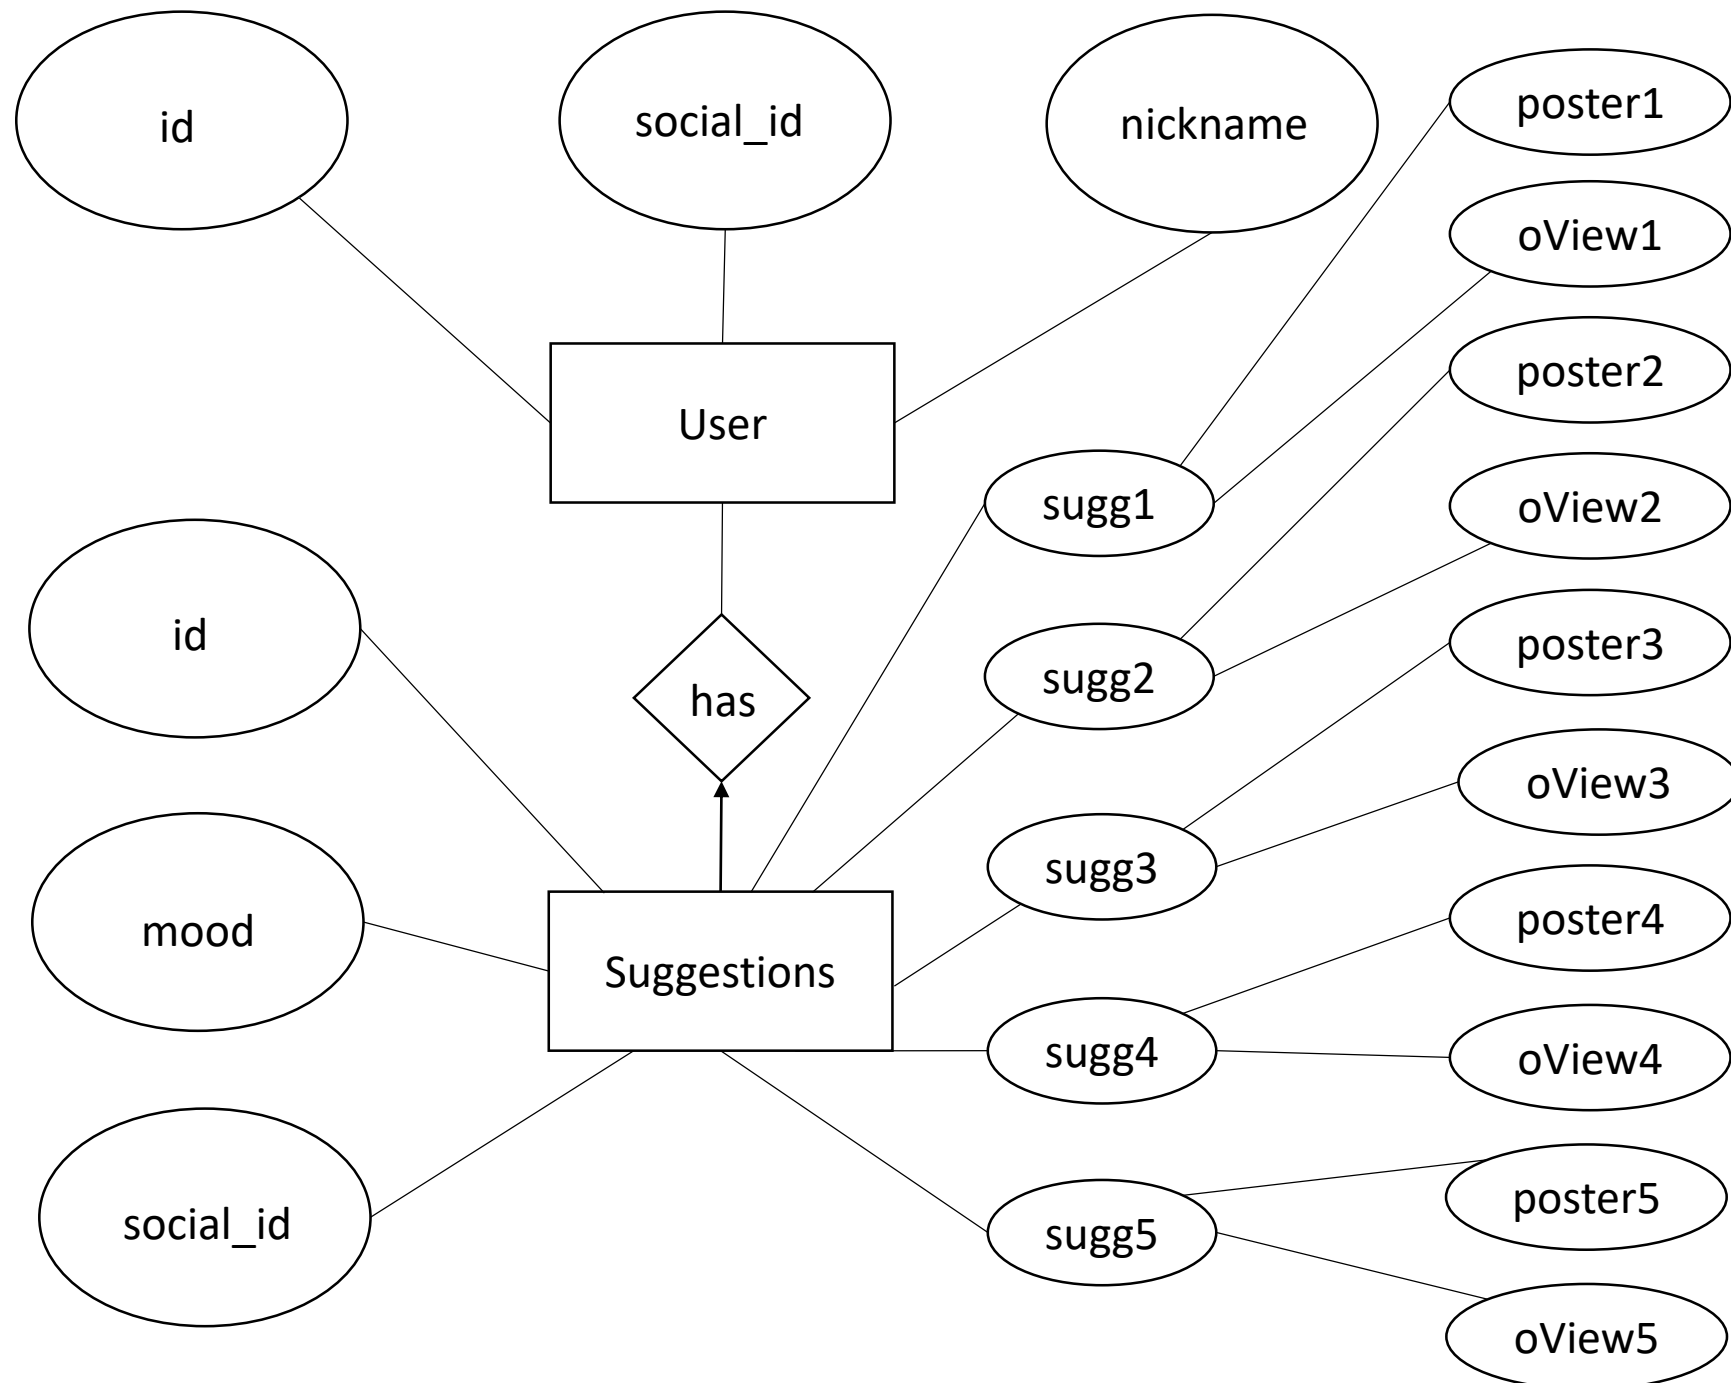 id
social_id
nickname
poster1
oView1
poster2
User
sugg1
oView2
id
sugg2
poster3
has
oView3
sugg3
poster4
mood
Suggestions
sugg4
oView4
poster5
social_id
sugg5
oView5